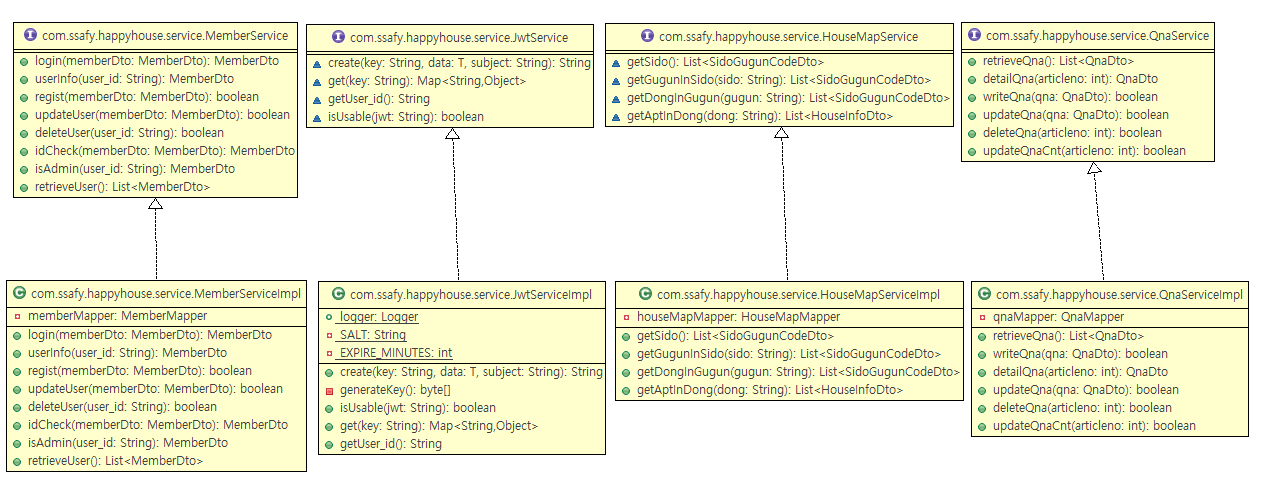 com.ssafy.happyhouse.service.MemberService
login(memberDto: MemberDto): MemberDto
userInfo(user_id: String): MemberDto
regist(memberDto: MemberDto): boolean
updateUser(memberDto: MemberDto): boolean
deleteUser(user_id: String): boolean
idCheck(memberDto: MemberDto): MemberDto
isAdmin(user_id: String): MemberDto
retrieveUser(): List<MemberDto>
com.ssafy.happyhouse.service.JwtService
create(key: String, data: T, subject: String): String
get(key: String): Map<String,Object>
getUser_id(): String
isUsable(jwt: String): boolean
com.ssafy.happyhouse.service.HouseMapService
getSido(): List<SidoGugunCodeDto>
getGugunInSido(sido: String): List<SidoGugunCodeDto>
getDongInGugun(gugun: String): List<SidoGugunCodeDto>
getAptInDong(dong: String): List<HouseInfoDto>
com.ssafy.happyhouse.service.QnaService
retrieveQna(): List<QnaDto>
detailQna(articleno: int): QnaDto
writeQna(qna: QnaDto): boolean
updateQna(qna: QnaDto): boolean
deleteQna(articleno: int): boolean
updateQnaCnt(articleno: int): boolean
com.ssafy.happyhouse.service.MemberServiceImpl
memberMapper: MemberMapper
login(memberDto: MemberDto): MemberDto
userInfo(user_id: String): MemberDto
regist(memberDto: MemberDto): boolean
updateUser(memberDto: MemberDto): boolean
deleteUser(user_id: String): boolean
idCheck(memberDto: MemberDto): MemberDto
isAdmin(user_id: String): MemberDto
retrieveUser(): List<MemberDto>
com.ssafy.happyhouse.service.JwtServiceImpl
logger: Logger
SALT: String
EXPIRE_MINUTES: int
create(key: String, data: T, subject: String): String
generateKey(): byte[]
isUsable(jwt: String): boolean
get(key: String): Map<String,Object>
getUser_id(): String
com.ssafy.happyhouse.service.HouseMapServiceImpl
houseMapMapper: HouseMapMapper
getSido(): List<SidoGugunCodeDto>
getGugunInSido(sido: String): List<SidoGugunCodeDto>
getDongInGugun(gugun: String): List<SidoGugunCodeDto>
getAptInDong(dong: String): List<HouseInfoDto>
com.ssafy.happyhouse.service.QnaServiceImpl
qnaMapper: QnaMapper
retrieveQna(): List<QnaDto>
writeQna(qna: QnaDto): boolean
detailQna(articleno: int): QnaDto
updateQna(qna: QnaDto): boolean
deleteQna(articleno: int): boolean
updateQnaCnt(articleno: int): boolean